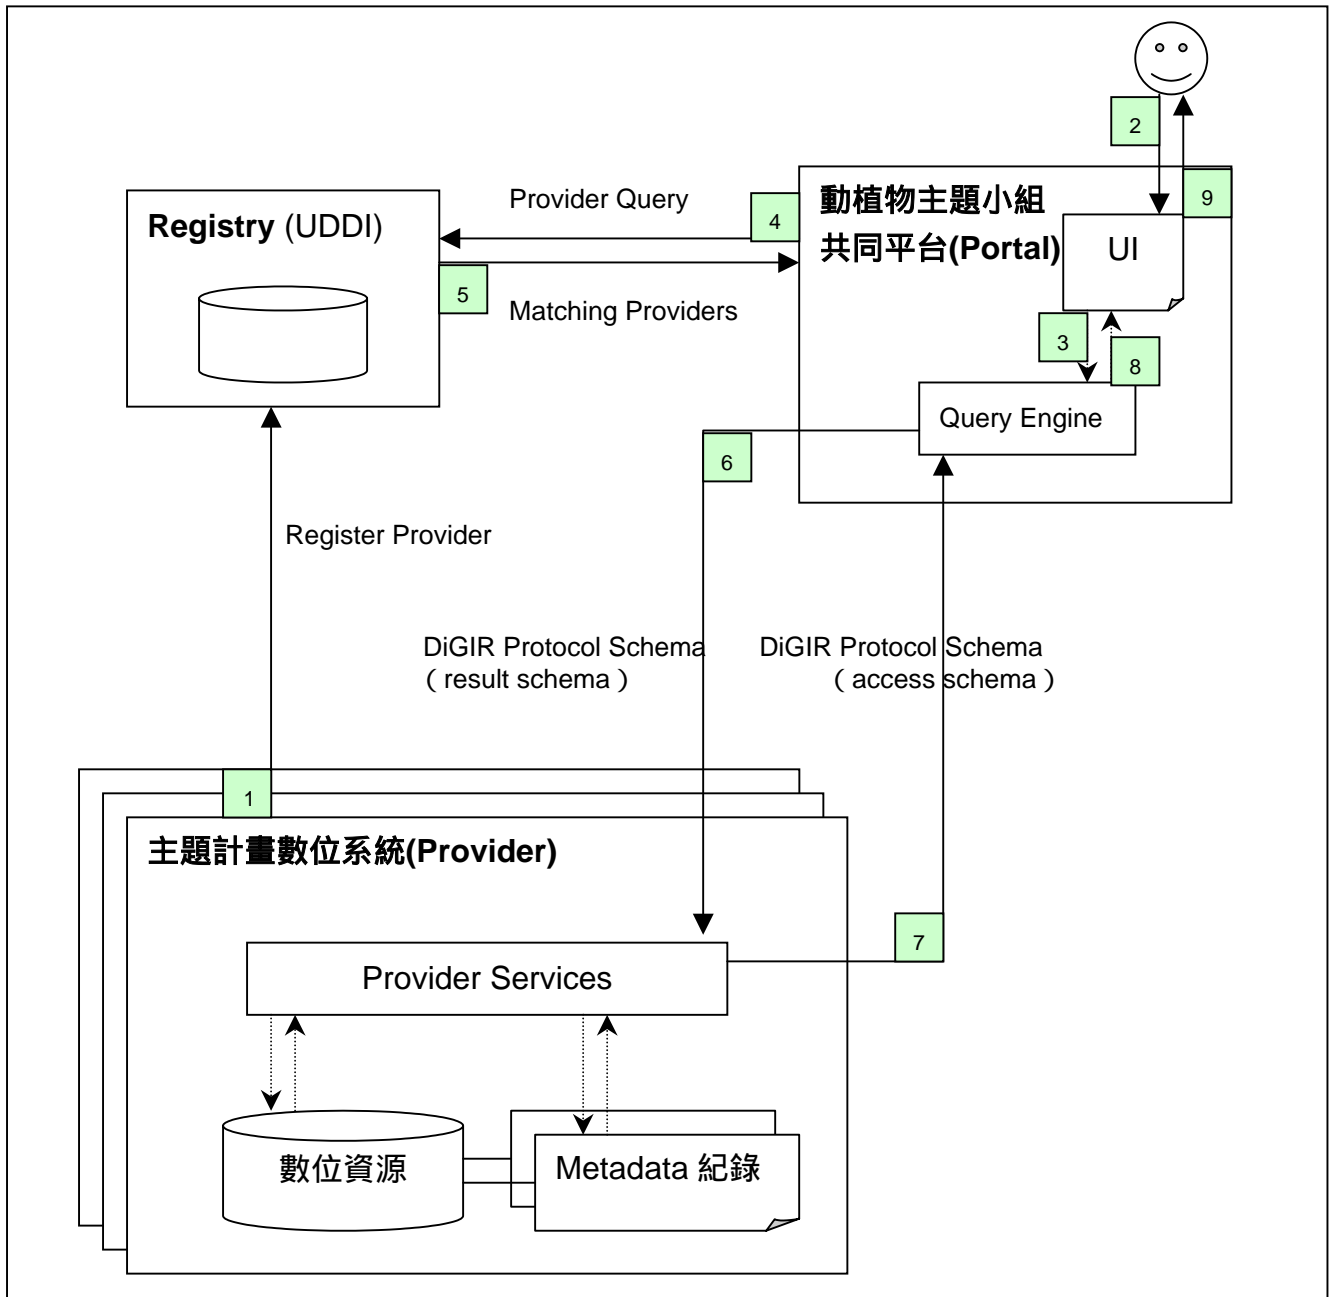 2
Registry (UDDI)
Provider Query
4
動植物主題小組
共同平台(Portal)
9
UI
5
Matching Providers
3
8
Query Engine
6
Register Provider
DiGIR Protocol Schema
（result schema）
DiGIR Protocol Schema
（access schema）
1
主題計畫數位系統(Provider)
7
Provider Services
數位資源
Metadata 紀錄